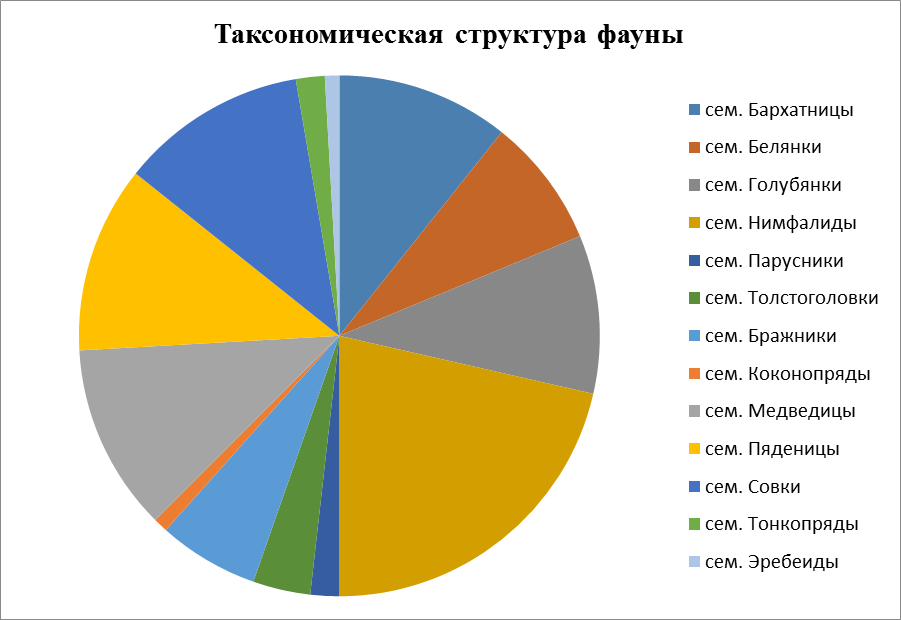 Таксономическая структура фауны
сем. Бархатницы
сем. Белянки
сем. Голубянки
сем. Нимфалиды
сем. Парусники
сем. Толстоголовки
сем. Бражники
сем. Коконопряды
сем. Медведицы
сем. Пяденицы
сем. Совки
сем. Тонкопряды
сем. Эребеиды